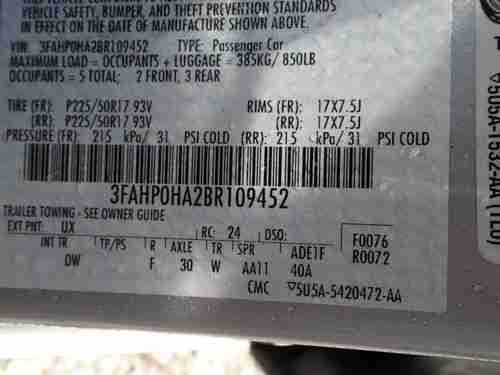 VEHICLE SAFETY, BUMPER, AND THEFT PREVENTION STANDARDS
IN EFFECT ON THE DATE OF MANUFACTURE SHOWN ABOVE.
VIN: 3FAHP0HA2BR109452 TYPE: Passenger Car
MAXIMUM LOAD = OCCUPANTS + LUGGAGE = 385KG/850LB
OCCUPANTS = 5 TOTAL: 2 FRONT, 3 REAR
TIRE (FR): P225/50R17 93V RIMS (FR): 17X7.5J
(RR): P225/50R17 93V (RR): 17X7.5J
PRESSURE (FR): 215 kPa/ 31 PSI COLD (RR): 215 kPa/ 31 PSI COLD
3FAHP0HA2BR109452
TRAILER TOWING - SEE OWNER GUIDE
EXT PNT: UX RC: 24 DSO: F0076
INT TR TP/PS R AXLE TR SPR ADE1F R0072
DW F 30 W AA11 40A
CMC 5U5A-5420472-AA